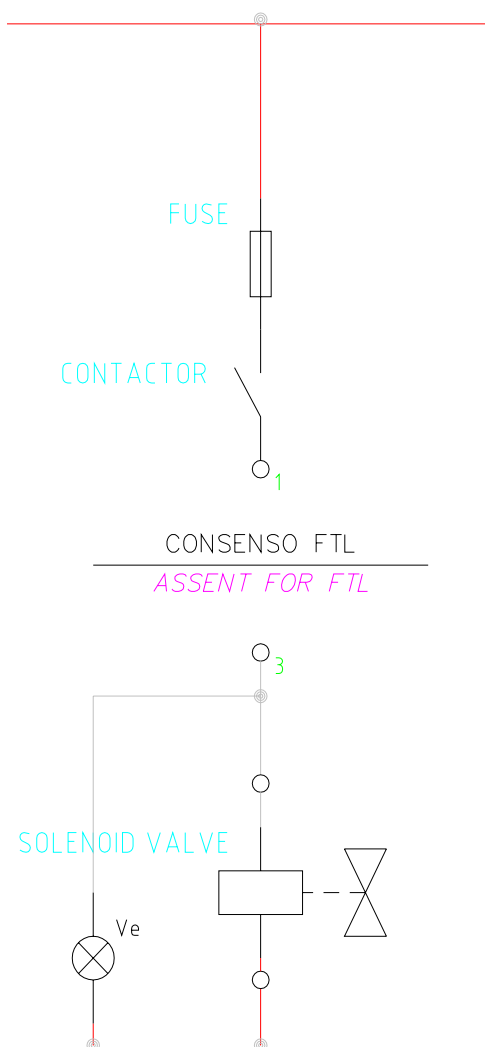 FUSE
CONTACTOR
1
CONSENSO FTL
ASSENT FOR FTL
3
SOLENOID VALVE
Ve